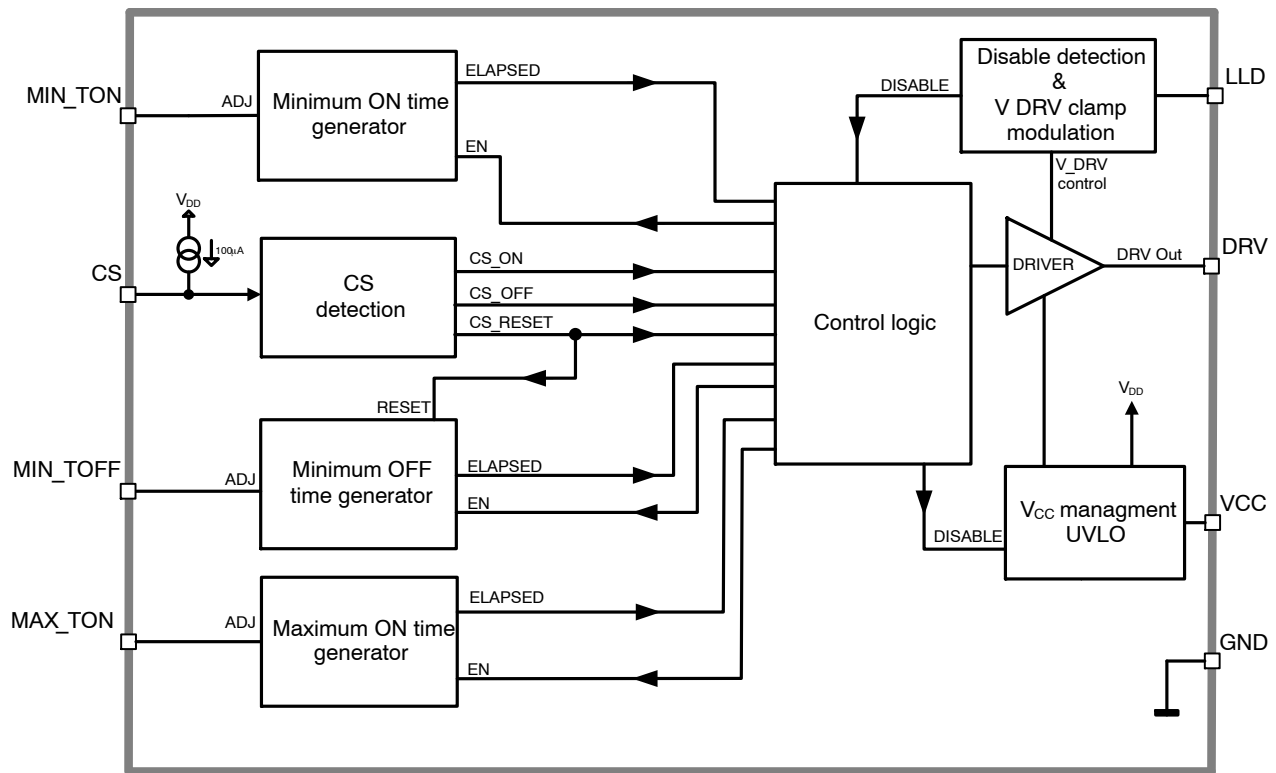 MIN_TON
ADJ
Minimum ON time
generator
ELAPSED
EN
VDD
100μA
CS
CS
detection
CS_ON
CS_OFF
CS_RESET
RESET
MIN_TOFF
ADJ
Minimum OFF
time generator
ELAPSED
EN
MAX_TON
ADJ
Maximum ON time
generator
ELAPSED
EN
Control logic
DISABLE
Disable detection
&
V DRV clamp
modulation
LLD
V_DRV
control
DRIVER
DRV Out
DRV
VDD
DISABLE
VCC managment
UVLO
VCC
GND